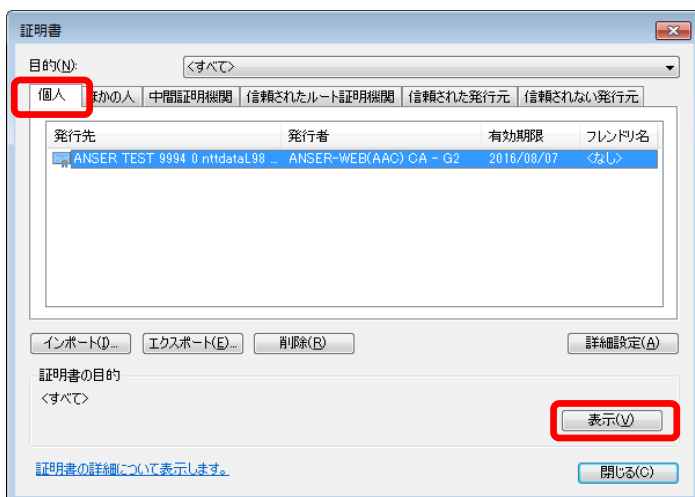 証明書
目的(N): <すべて>
個人 ほかの人 中間証明機関 信頼されたルート証明機関 信頼された発行元 信頼されない発行元
発行先 発行者 有効期限 フレンドリ名
ANSER TEST 9994 0 nttdataL98 ... ANSER-WEB(AAC) CA - G2 2016/08/07 <なし>
インポート(I)... エクスポート(E)... 削除(R) 詳細設定(A)
証明書の目的
<すべて>
表示(V)
証明書の詳細について表示します。
閉じる(C)